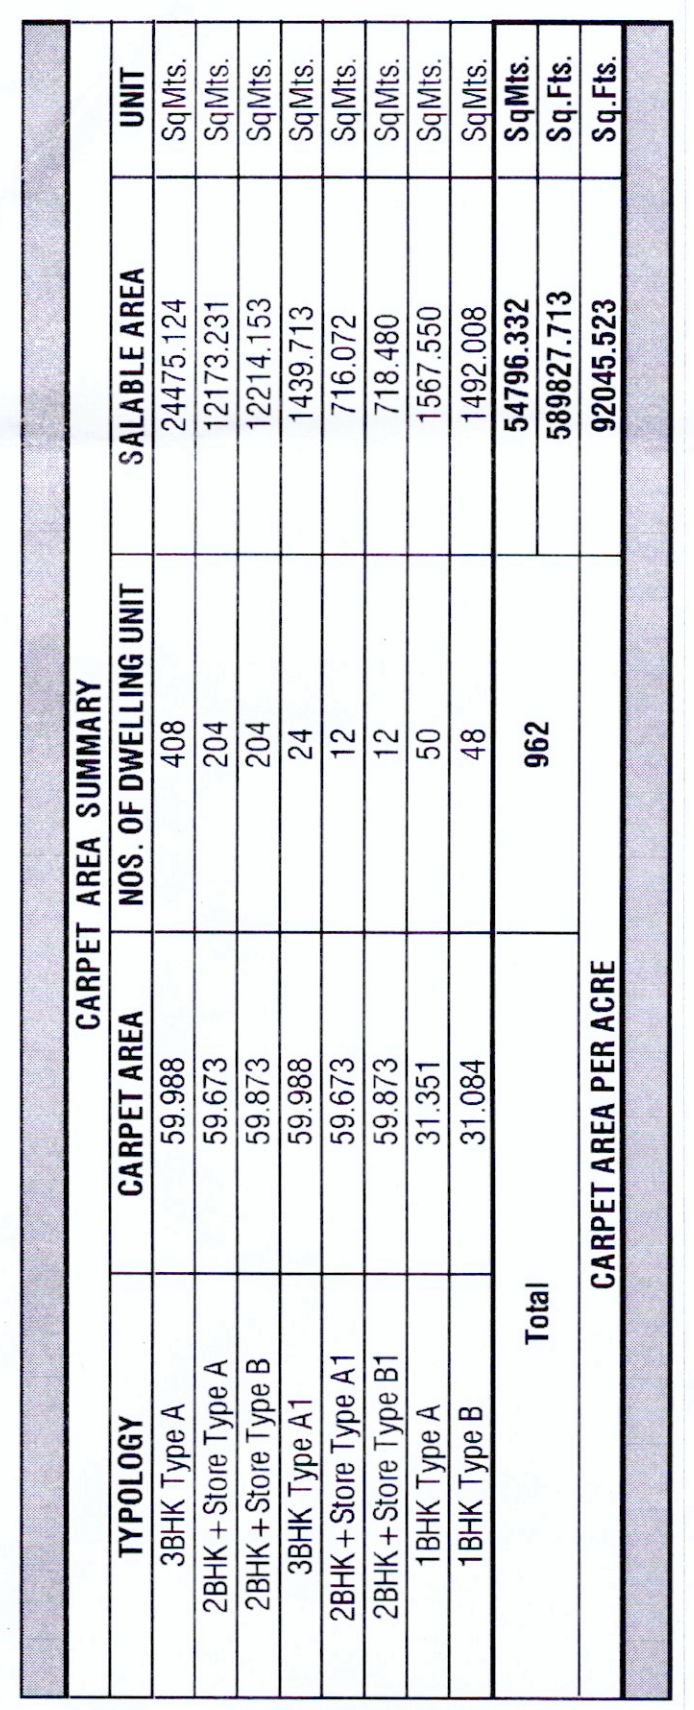 CARPET AREA SUMMARY
TYPOLOGY CARPET AREA NOS. OF DWELLING UNIT SALABLE AREA UNIT
3BHK Type A 59.988 408 24475.124 SqMts.
2BHK + Store Type A 59.673 204 12173.231 SqMts.
2BHK + Store Type B 59.873 204 12214.153 SqMts.
3BHK Type A1 59.988 24 1439.713 SqMts.
2BHK + Store Type A1 59.673 12 716.072 SqMts.
2BHK + Store Type B1 59.873 12 718.480 SqMts.
1BHK Type A 31.351 50 1567.550 SqMts.
1BHK Type B 31.084 48 1492.008 SqMts.
Total 962 54796.332 SqMts.
589827.713 Sq.Fts.
CARPET AREA PER ACRE 92045.523 Sq.Fts.